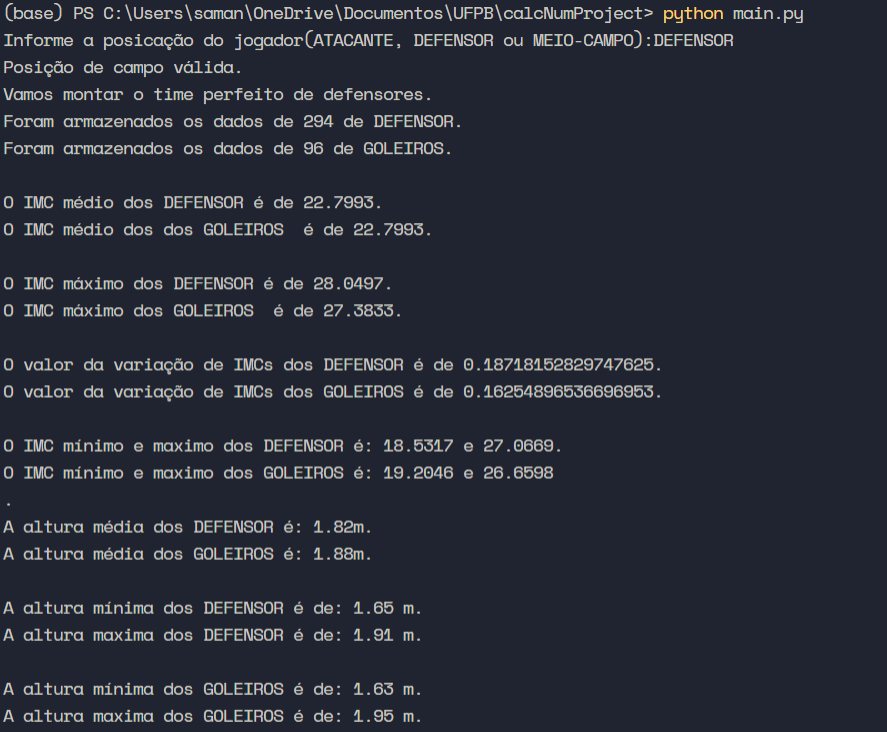 (base) PS C:\Users\saman\OneDrive\Documentos\UFPB\calcNumProject> python main.py
Informe a posicação do jogador(ATACANTE, DEFENSOR ou MEIO-CAMPO):DEFENSOR
Posição de campo válida.
Vamos montar o time perfeito de defensores.
Foram armazenados os dados de 294 de DEFENSOR.
Foram armazenados os dados de 96 de GOLEIROS.
O IMC médio dos DEFENSOR é de 22.7993.
O IMC médio dos dos GOLEIROS  é de 22.7993.
O IMC máximo dos DEFENSOR é de 28.0497.
O IMC máximo dos GOLEIROS  é de 27.3833.
O valor da variação de IMCs dos DEFENSOR é de 0.18718152829747625.
O valor da variação de IMCs dos GOLEIROS é de 0.16254896536696953.
O IMC mínimo e maximo dos DEFENSOR é: 18.5317 e 27.0669.
O IMC mínimo e maximo dos GOLEIROS é: 19.2046 e 26.6598
.
A altura média dos DEFENSOR é: 1.82m.
A altura média dos GOLEIROS é: 1.88m.
A altura mínima dos DEFENSOR é de: 1.65 m.
A altura maxima dos DEFENSOR é de: 1.91 m.
A altura mínima dos GOLEIROS é de: 1.63 m.
A altura maxima dos GOLEIROS é de: 1.95 m.